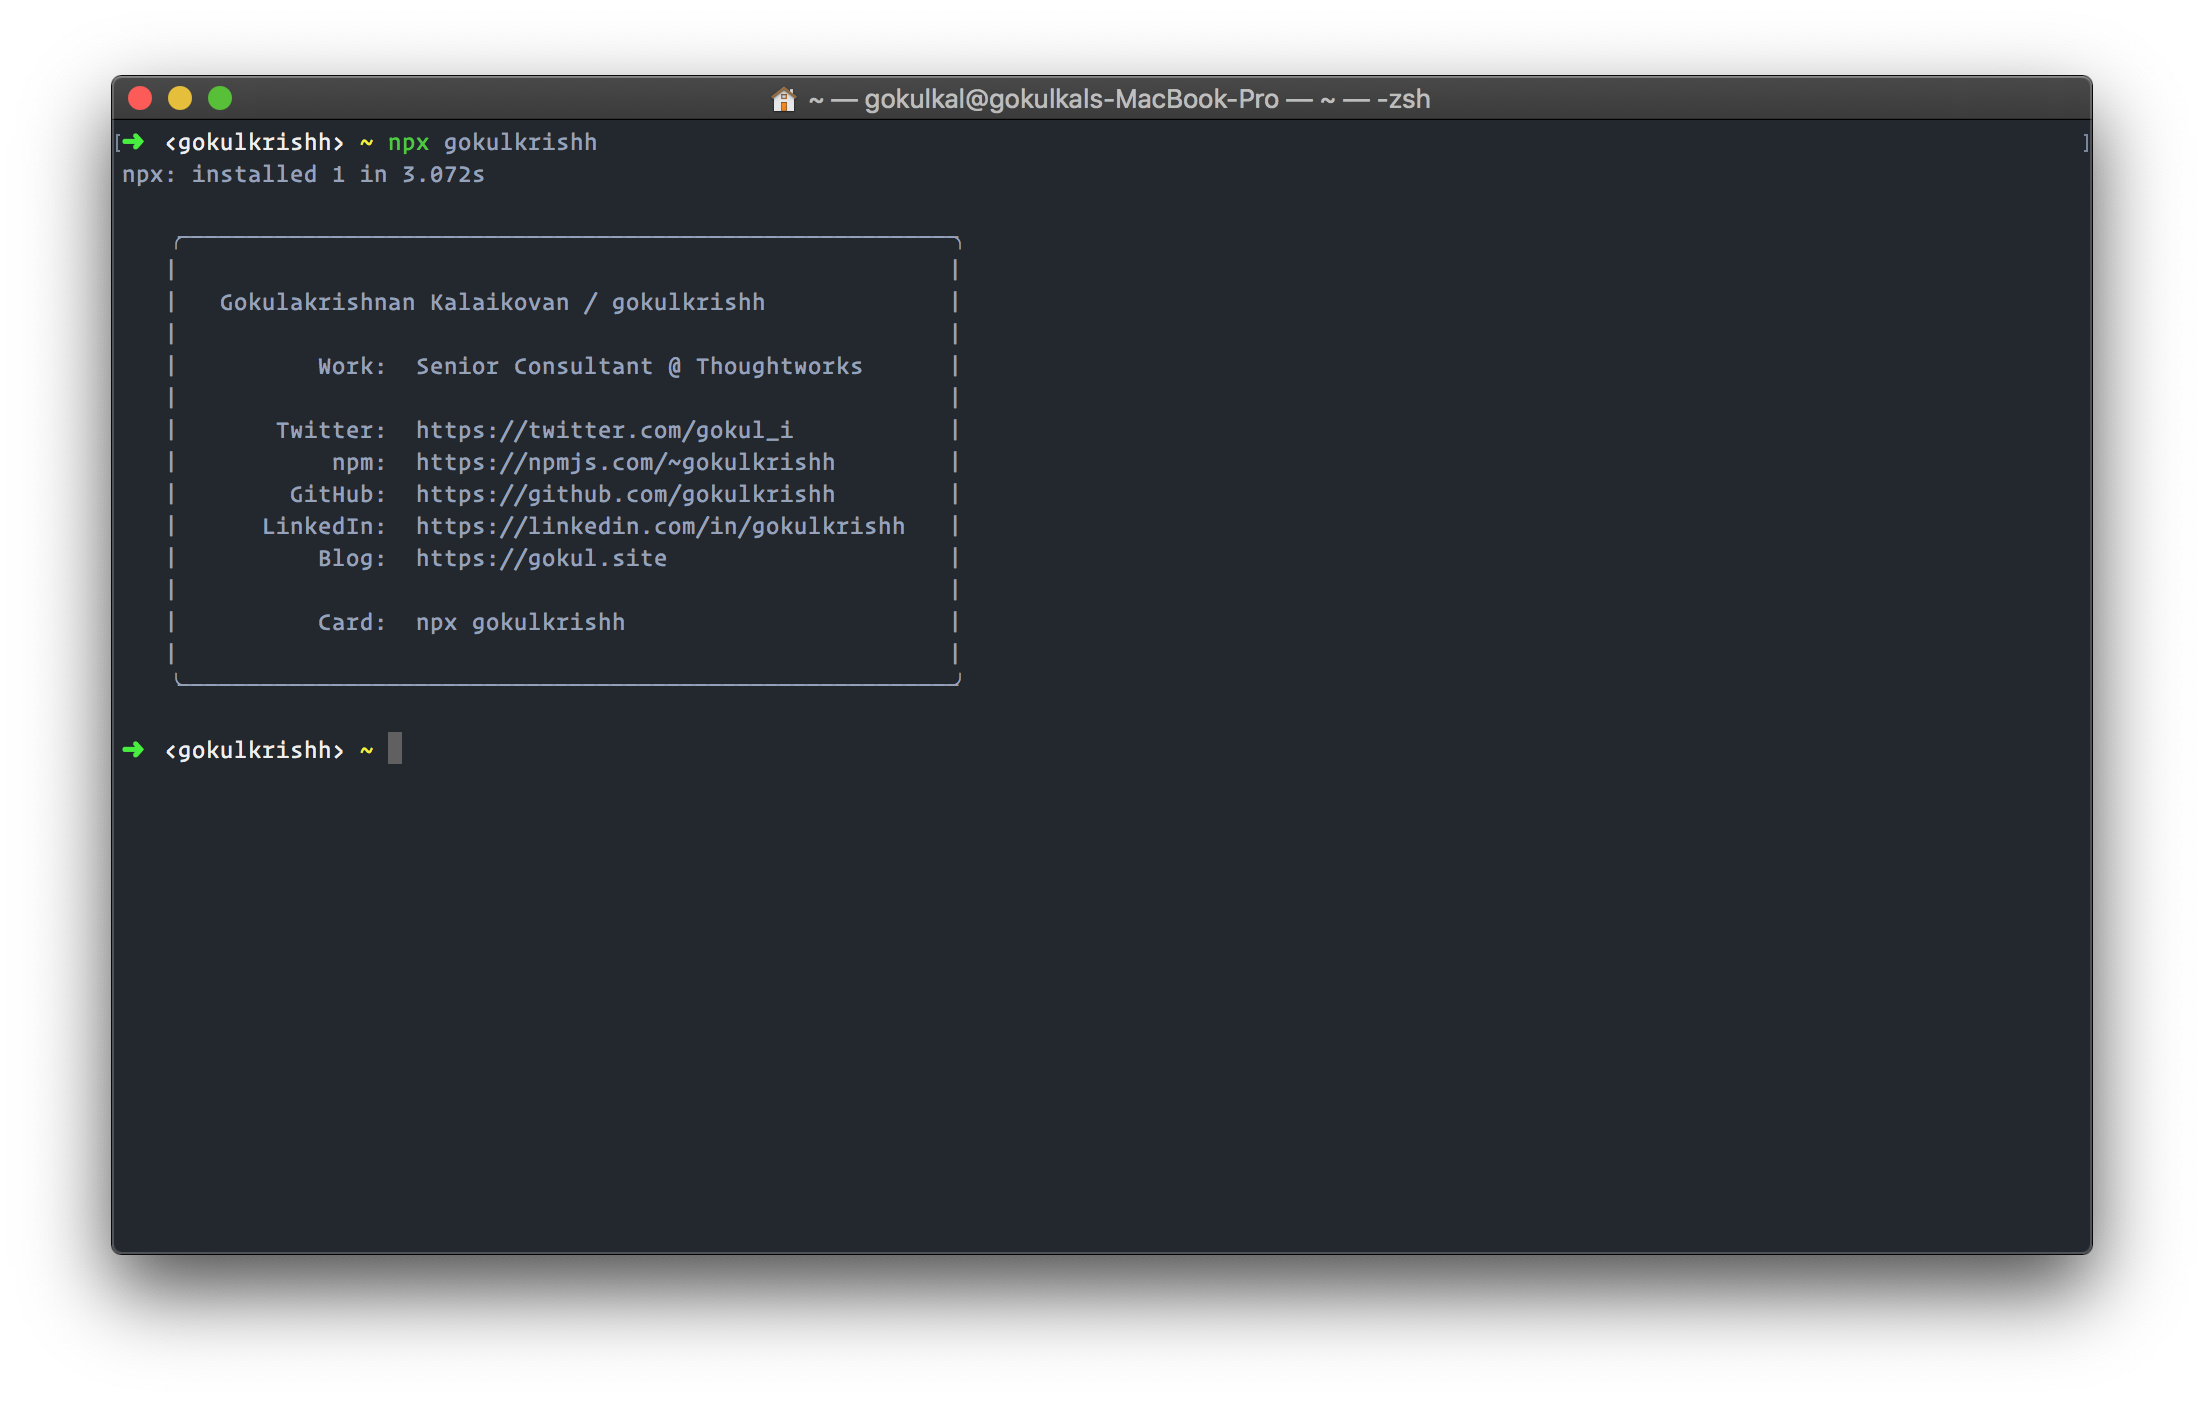 ~ — gokulkal@gokulkals-MacBook-Pro — ~ — -zsh
[➜ <gokulkrishh> ~ npx gokulkrishh ]
npx: installed 1 in 3.072s
Gokulakrishnan Kalaikovan / gokulkrishh
Work: Senior Consultant @ Thoughtworks
Twitter: https://twitter.com/gokul_i
npm: https://npmjs.com/~gokulkrishh
GitHub: https://github.com/gokulkrishh
LinkedIn: https://linkedin.com/in/gokulkrishh
Blog: https://gokul.site
Card: npx gokulkrishh
➜ <gokulkrishh> ~